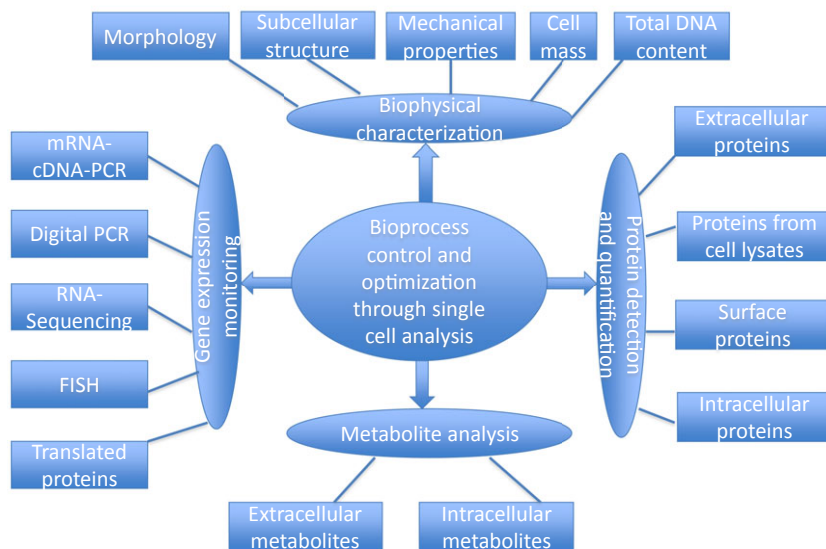 Morphology
Subcellular
structure
Mechanical
properties
Cell
mass
Total DNA
content
Biophysical
characterization
mRNA-
cDNA-PCR
Digital PCR
RNA-
Sequencing
FISH
Translated
proteins
Gene expression
monitoring
Bioprocess
control and
optimization
through single
cell analysis
Protein detection
and quantification
Extracellular
proteins
Proteins from
cell lysates
Surface
proteins
Intracellular
proteins
Metabolite analysis
Extracellular
metabolites
Intracellular
metabolites